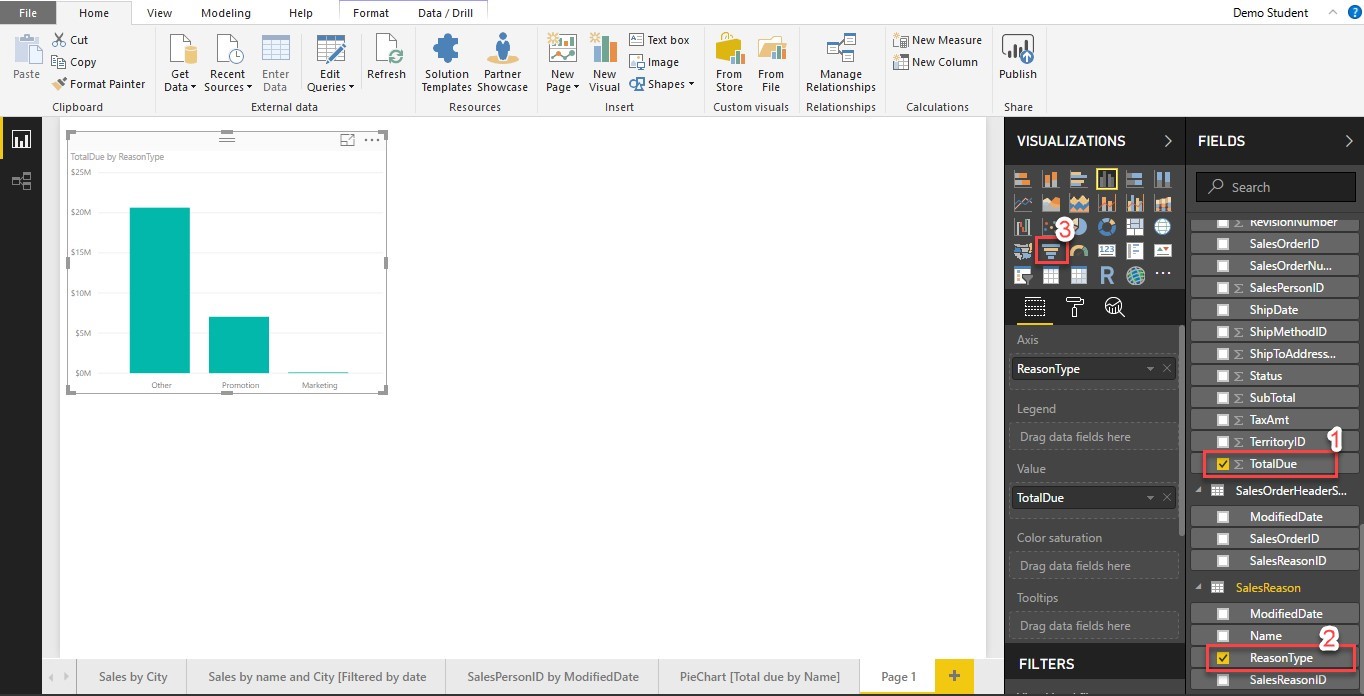 File Home View Modeling Help Format Data / Drill Demo Student ?
Paste
Cut
Copy
Format Painter
Clipboard
Get Data
Recent Sources
Enter Data
Edit Queries
Refresh
External data
Solution Templates
Partner Showcase
Resources
New Page
New Visual
Text box
Image
Shapes
Insert
From Store
From File
Custom visuals
Manage Relationships
Relationships
New Measure
New Column
Calculations
Publish
Share
TotalDue by ReasonType
$25M
$20M
$15M
$10M
$5M
$0M
Other Promotion Marketing
VISUALIZATIONS
3
123
R
Axis
ReasonType
Legend
Drag data fields here
Value
TotalDue
Color saturation
Drag data fields here
Tooltips
Drag data fields here
FILTERS
FIELDS
Search
RevisionNumber
SalesOrderID
SalesOrderNu...
Σ SalesPersonID
ShipDate
Σ ShipMethodID
Σ ShipToAddress...
Σ Status
Σ SubTotal
Σ TaxAmt
Σ TerritoryID
1
Σ TotalDue
SalesOrderHeaderS...
ModifiedDate
SalesOrderID
SalesReasonID
SalesReason
ModifiedDate
Name
2
ReasonType
SalesReasonID
Sales by City Sales by name and City [Filtered by date SalesPersonID by ModifiedDate PieChart [Total due by Name] Page 1 +